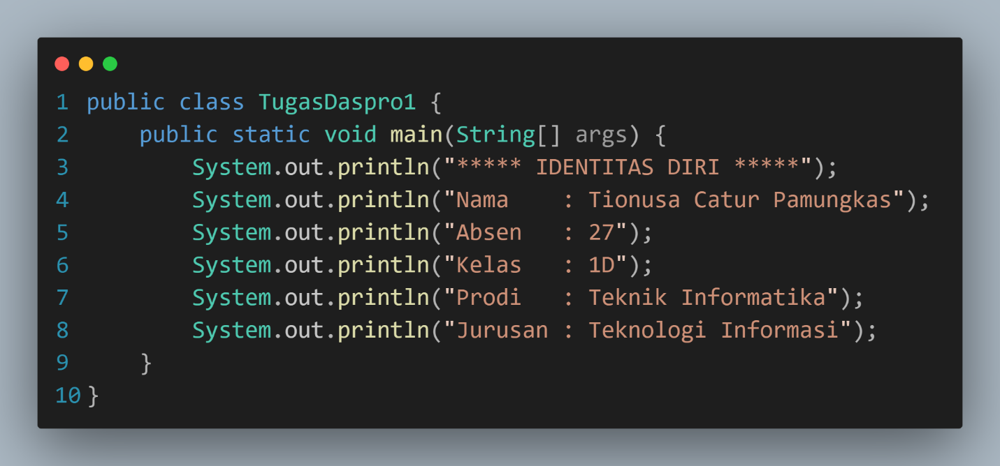 1 public class TugasDaspro1 {
2     public static void main(String[] args) {
3         System.out.println("***** IDENTITAS DIRI *****");
4         System.out.println("Nama    : Tionusa Catur Pamungkas");
5         System.out.println("Absen   : 27");
6         System.out.println("Kelas   : 1D");
7         System.out.println("Prodi   : Teknik Informatika");
8         System.out.println("Jurusan : Teknologi Informasi");
9     }
10 }